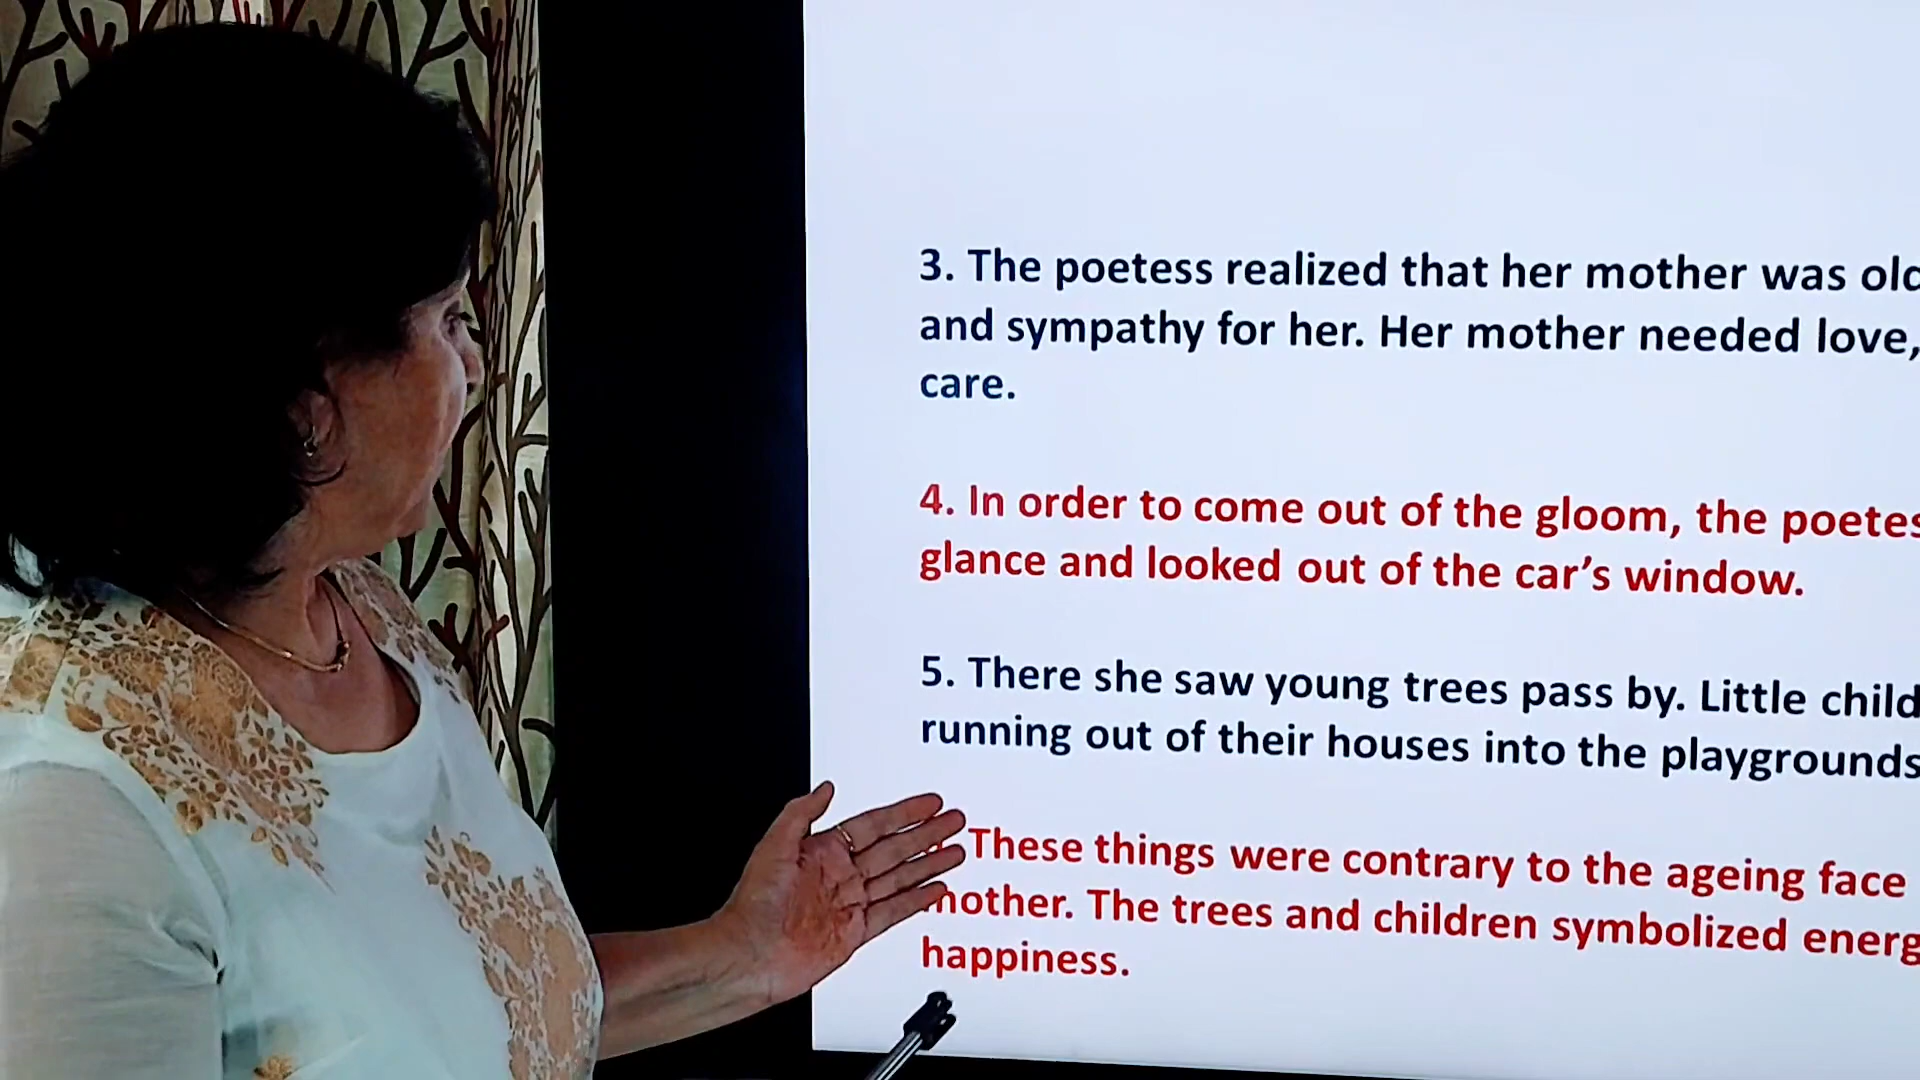 3. The poetess realized that her mother was old
and sympathy for her. Her mother needed love,
care.
4. In order to come out of the gloom, the poetes
glance and looked out of the car’s window.
5. There she saw young trees pass by. Little child
running out of their houses into the playgrounds
These things were contrary to the ageing face
mother. The trees and children symbolized energ
happiness.